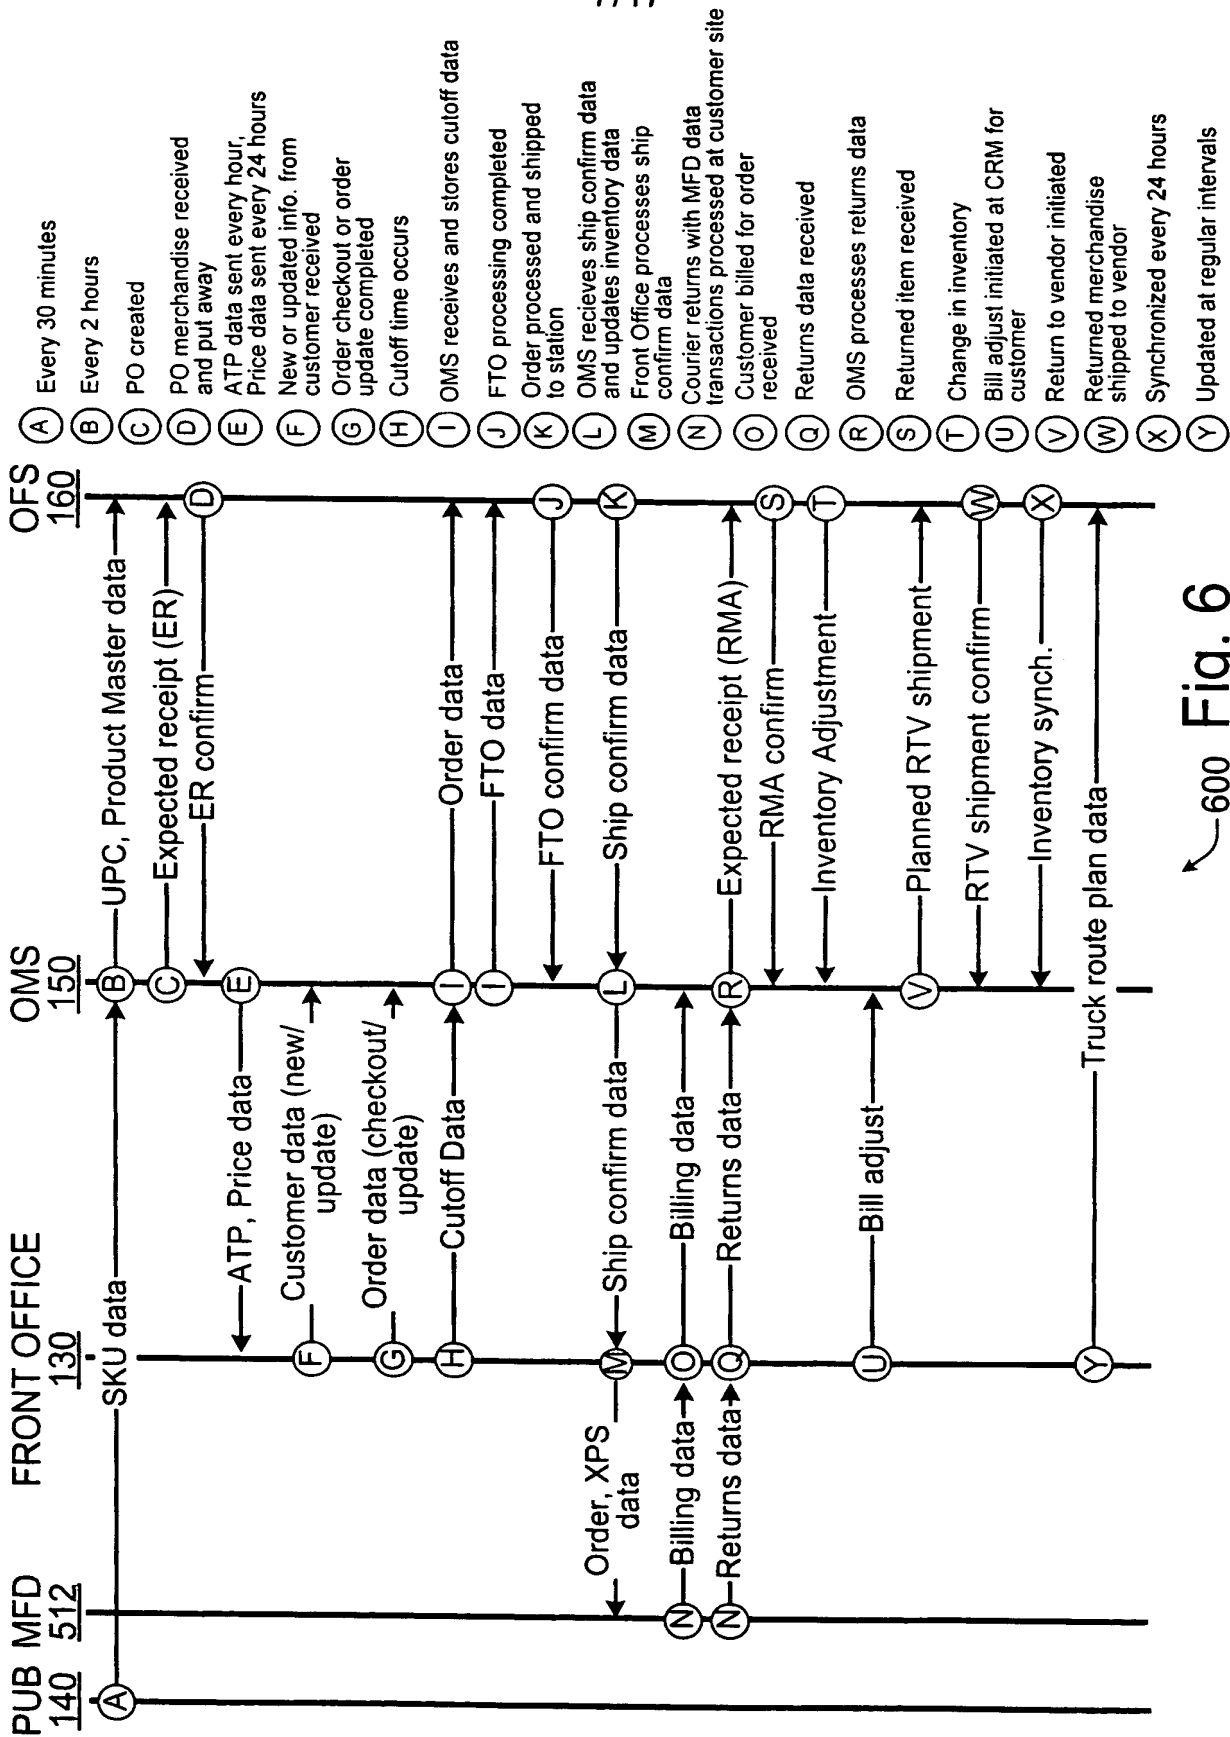 PUB
140
MFD
512
FRONT OFFICE
130
OMS
150
OFS
160
A
SKU data
B
UPC, Product Master data
C
Expected receipt (ER)
D
ER confirm
E
ATP, Price data
F
Customer data (new/
update)
G
Order data (checkout/
update)
H
Cutoff Data
I
Order data
I
FTO data
J
FTO confirm data
K
Ship confirm data
L
Ship confirm data
M
Order, XPS
data
N
Billing data
O
Billing data
N
Returns data
Q
Returns data
R
Expected receipt (RMA)
S
RMA confirm
T
Inventory Adjustment
U
Bill adjust
V
Planned RTV shipment
W
RTV shipment confirm
X
Inventory synch.
Y
Truck route plan data
A Every 30 minutes
B Every 2 hours
C PO created
D PO merchandise received
and put away
E ATP data sent every hour,
Price data sent every 24 hours
F New or updated info. from
customer received
G Order checkout or order
update completed
H Cutoff time occurs
I OMS receives and stores cutoff data
J FTO processing completed
K Order processed and shipped
to station
L OMS recieves ship confirm data
and updates inventory data
M Front Office processes ship
confirm data
N Courier returns with MFD data
transactions processed at customer site
O Customer billed for order
received
Q Returns data received
R OMS processes returns data
S Returned item received
T Change in inventory
U Bill adjust initiated at CRM for
customer
V Return to vendor initiated
W Returned merchandise
shipped to vendor
X Synchronized every 24 hours
Y Updated at regular intervals
600 Fig. 6